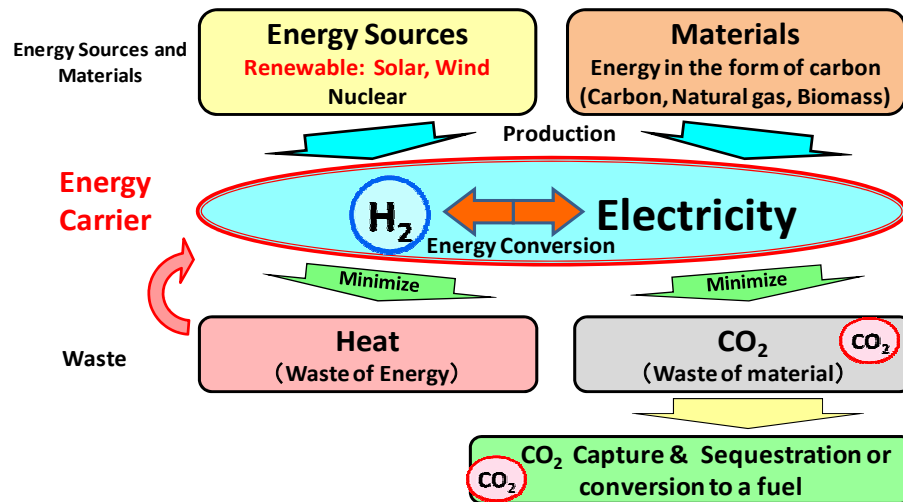 Energy Sources and
Materials
Energy Sources
Renewable: Solar, Wind
Nuclear
Materials
Energy in the form of carbon
(Carbon, Natural gas, Biomass)
Production
Energy
Carrier
H₂
Electricity
Energy Conversion
Minimize
Minimize
Waste
Heat
（Waste of Energy）
CO₂
（Waste of material）
CO₂
CO₂ Capture & Sequestration or
conversion to a fuel
CO₂